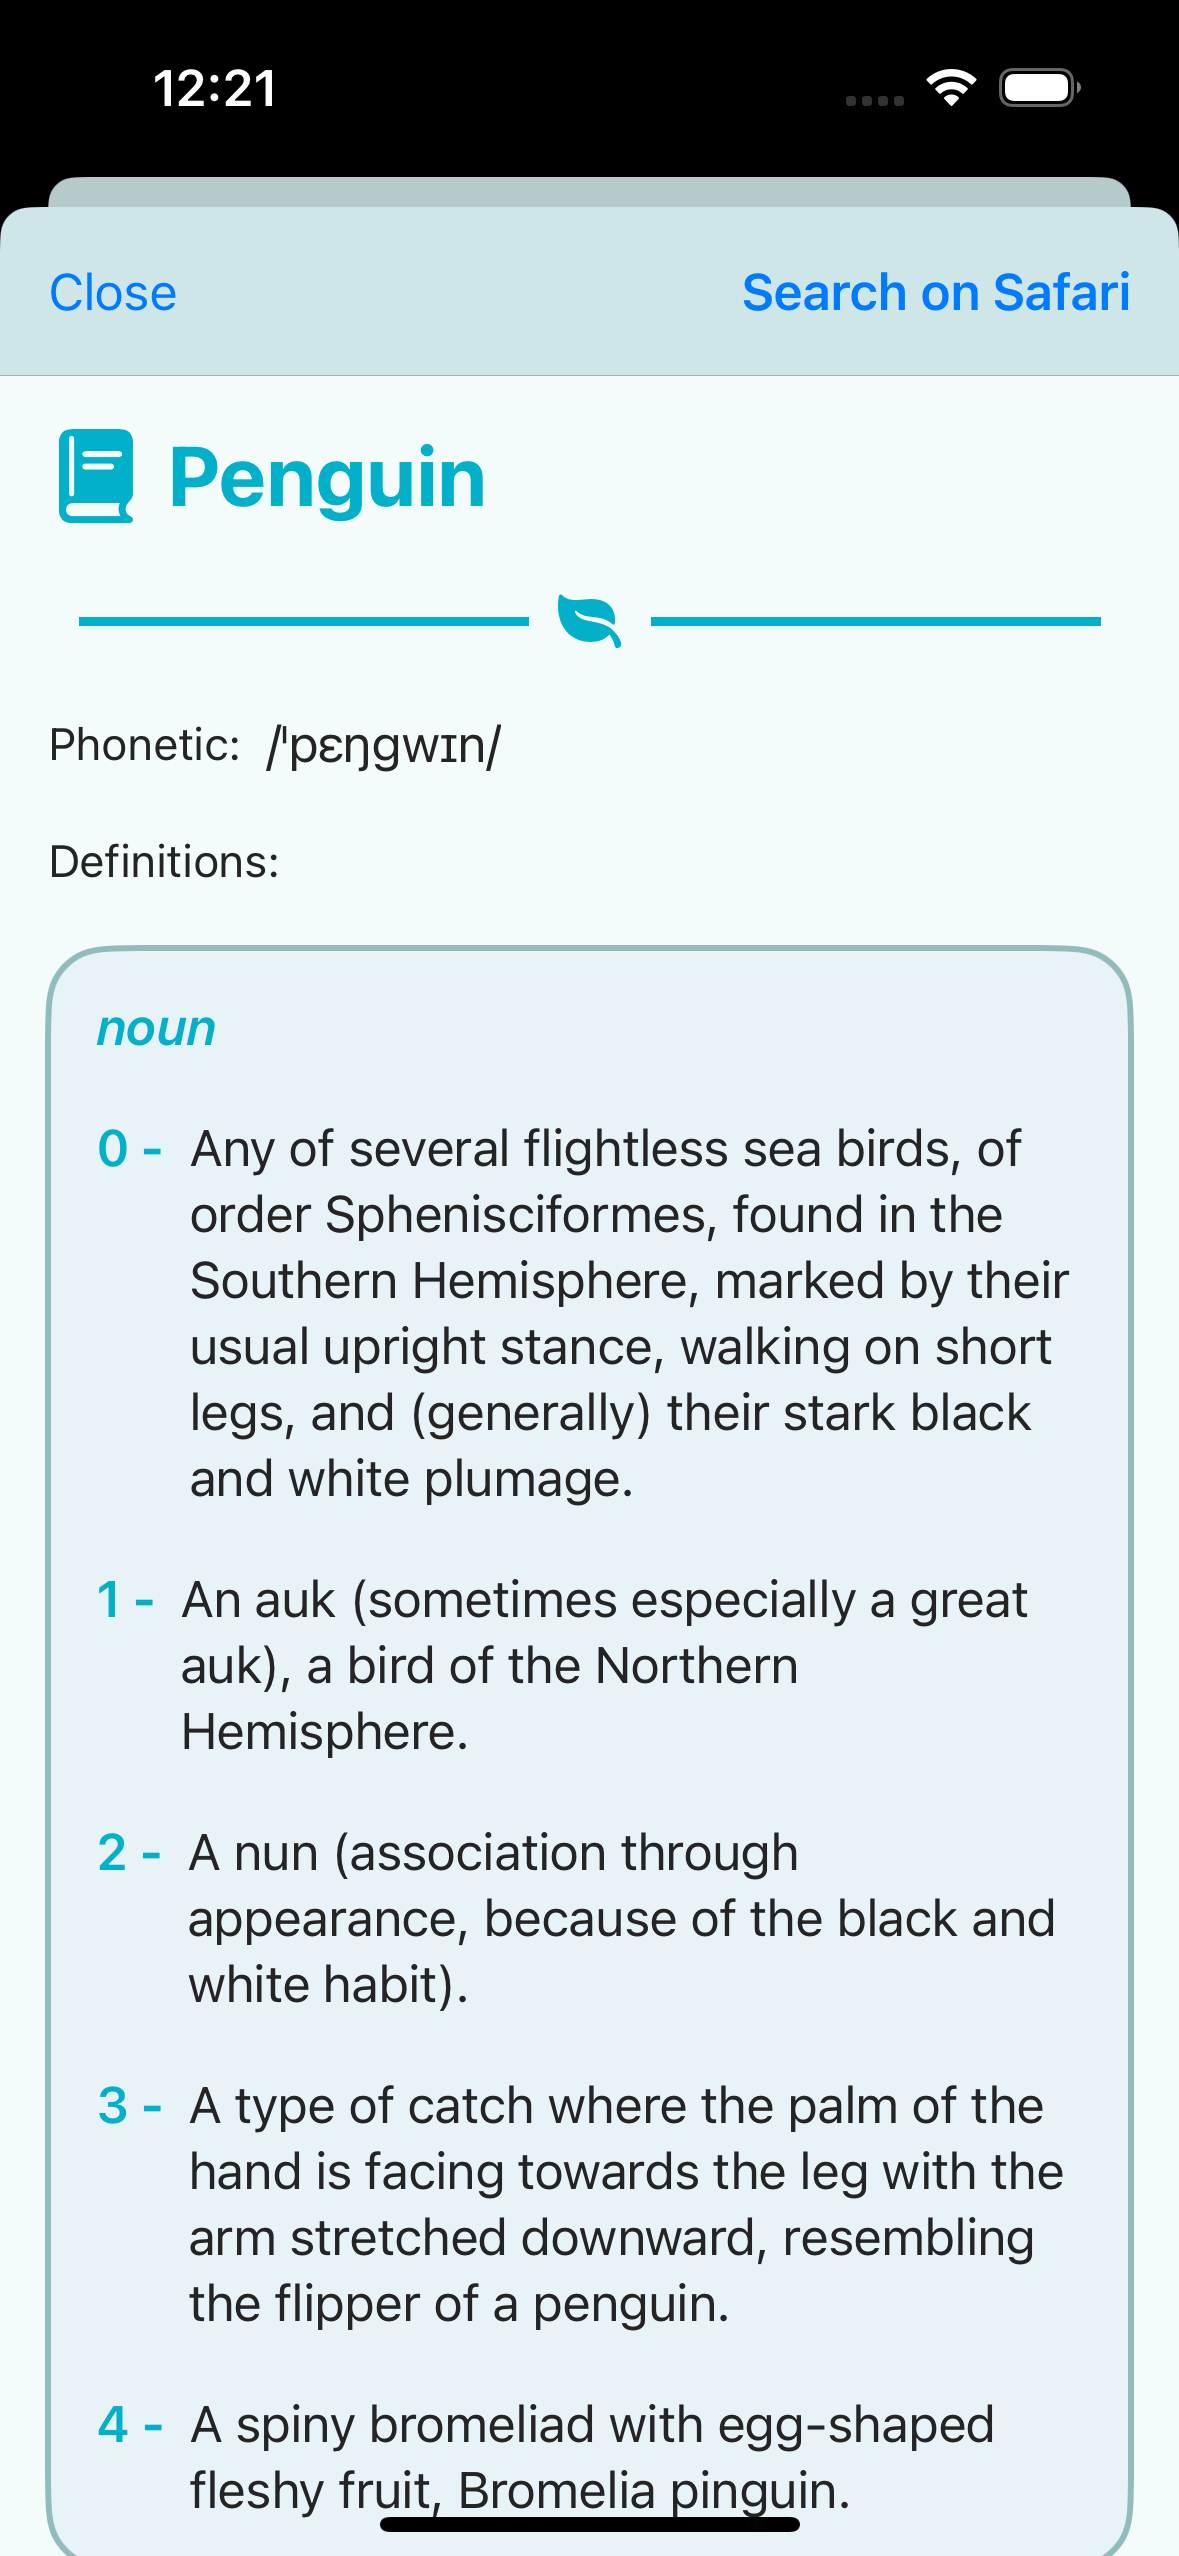 12:21
Close
Search on Safari
Penguin
Phonetic: /ˈpɛŋgwɪn/
Definitions:
noun
0 - Any of several flightless sea birds, of
order Sphenisciformes, found in the
Southern Hemisphere, marked by their
usual upright stance, walking on short
legs, and (generally) their stark black
and white plumage.
1 - An auk (sometimes especially a great
auk), a bird of the Northern
Hemisphere.
2 - A nun (association through
appearance, because of the black and
white habit).
3 - A type of catch where the palm of the
hand is facing towards the leg with the
arm stretched downward, resembling
the flipper of a penguin.
4 - A spiny bromeliad with egg-shaped
fleshy fruit, Bromelia pinguin.